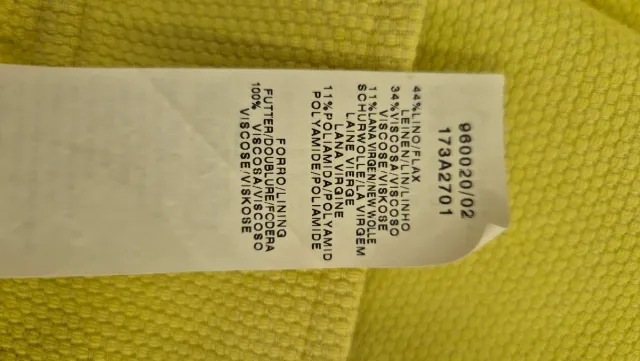 960020/02
173A2701
44%LINO/FLAX
LEINEN/LIN/LINHO
34%VISCOSA/VISCOSO
VISCOSE/VISKOSE
11%LANA VIRGEN/NEW WOLLE
SCHURWOLLE/LA VIRGEM
LAINE VIERGE
LANA VIRGINE
11%POLIAMIDA/POLYAMID
POLYAMIDE/POLIAMIDE
FORRO/LINING
FUTTER/DOUBLURE/FODERA
100% VISCOSA/VISCOSO
VISCOSE/VISKOSE